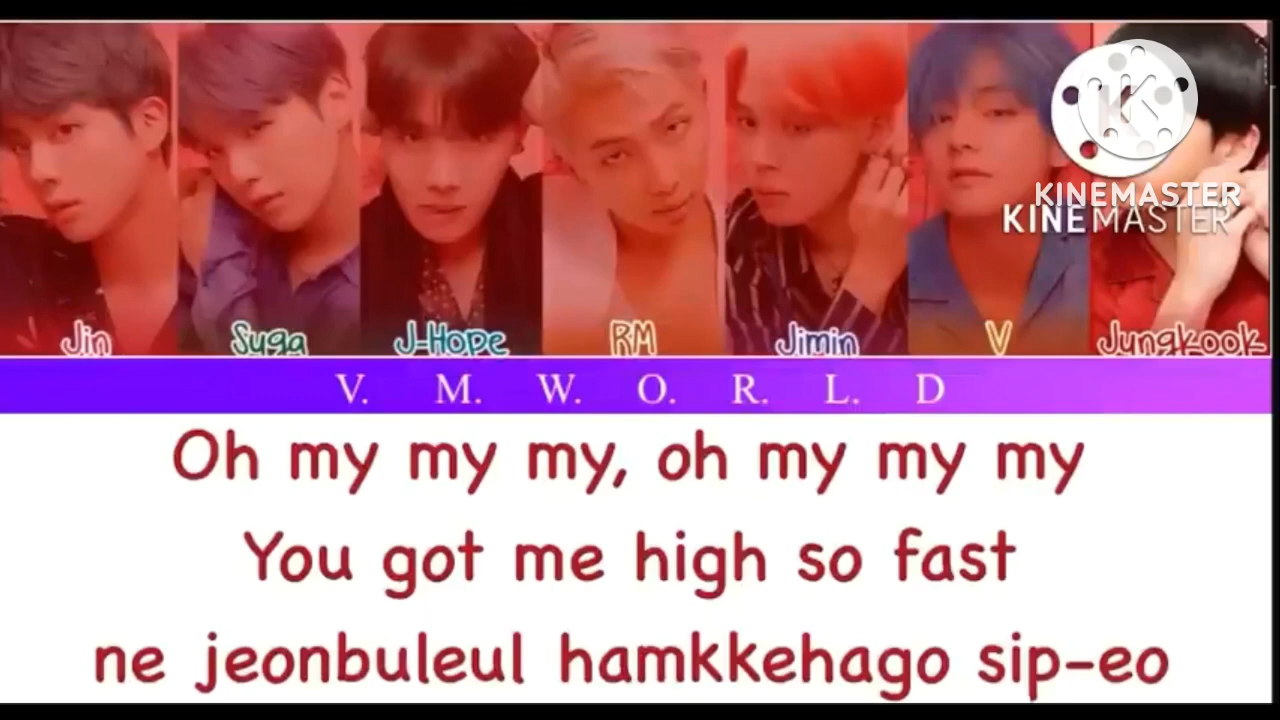 KINEMASTER
KINEMASTER
Jin Suga J-Hope RM Jimin V Jungkook
V. M. W. O. R. L. D
Oh my my my, oh my my my
You got me high so fast
ne jeonbuleul hamkkehago sip-eo